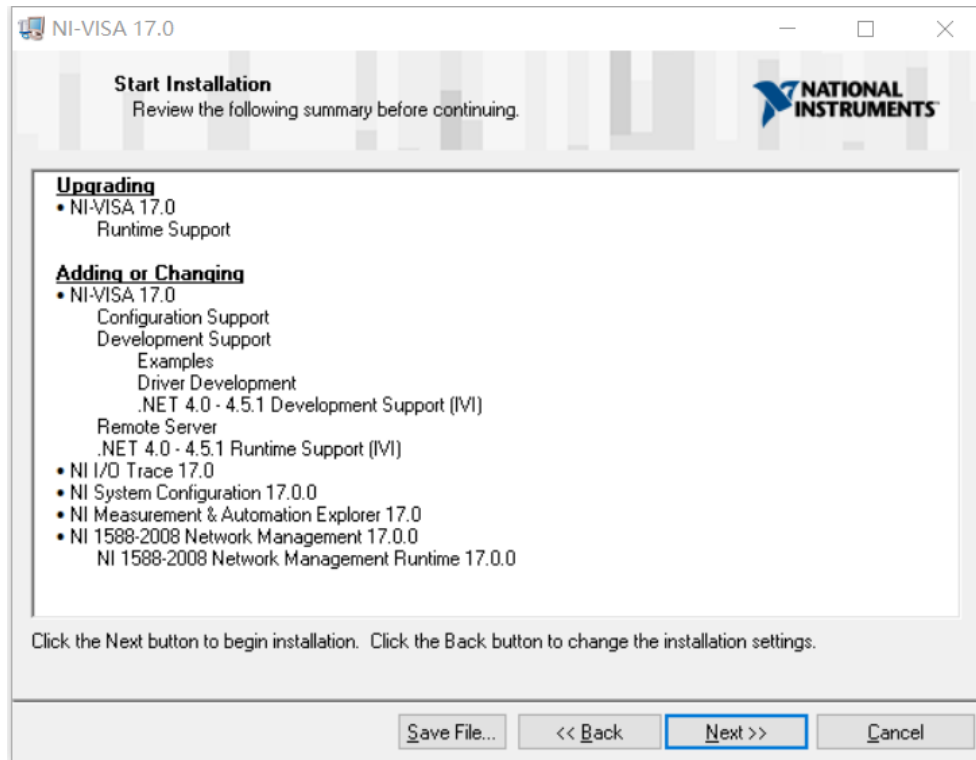 NI-VISA 17.0
Start Installation
Review the following summary before continuing.
NATIONAL
INSTRUMENTS
Upgrading
• NI-VISA 17.0
Runtime Support
Adding or Changing
• NI-VISA 17.0
Configuration Support
Development Support
Examples
Driver Development
.NET 4.0 - 4.5.1 Development Support (IVI)
Remote Server
.NET 4.0 - 4.5.1 Runtime Support (IVI)
• NI I/O Trace 17.0
• NI System Configuration 17.0.0
• NI Measurement & Automation Explorer 17.0
• NI 1588-2008 Network Management 17.0.0
NI 1588-2008 Network Management Runtime 17.0.0
Click the Next button to begin installation. Click the Back button to change the installation settings.
Save File... << Back Next >> Cancel